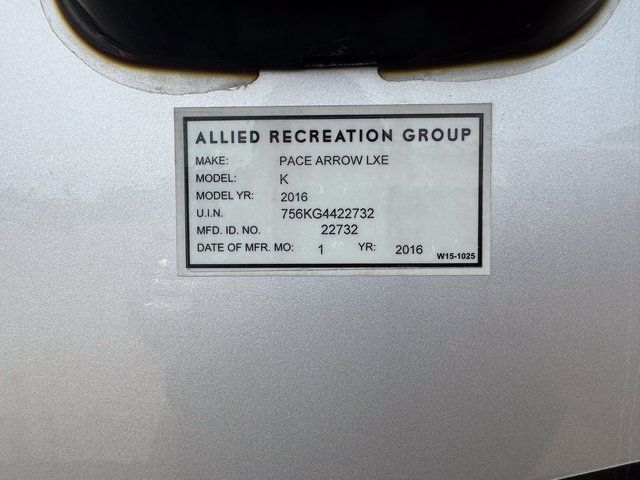 ALLIED RECREATION GROUP
MAKE: PACE ARROW LXE
MODEL: K
MODEL YR: 2016
U.I.N. 756KG4422732
MFD. ID. NO. 22732
DATE OF MFR. MO: 1 YR: 2016
W15-1025